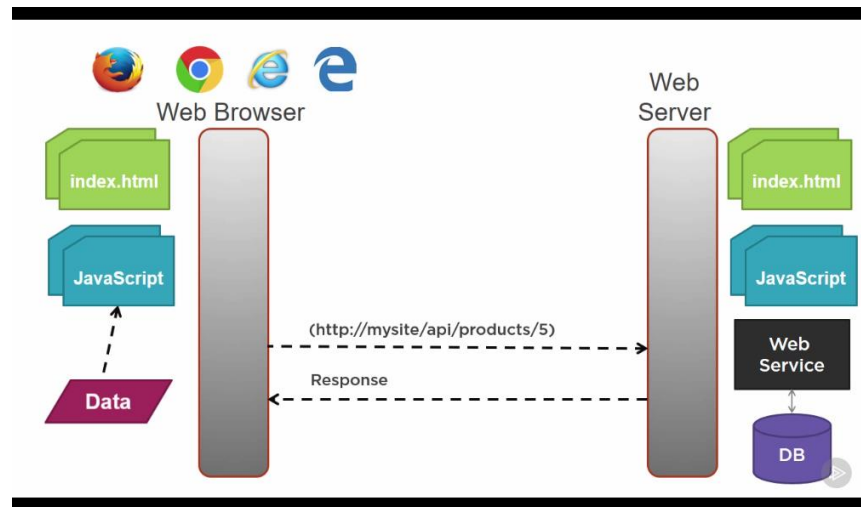 Web Browser
Web
Server
index.html
index.html
JavaScript
JavaScript
(http://mysite/api/products/5)
Web
Service
Response
Data
DB